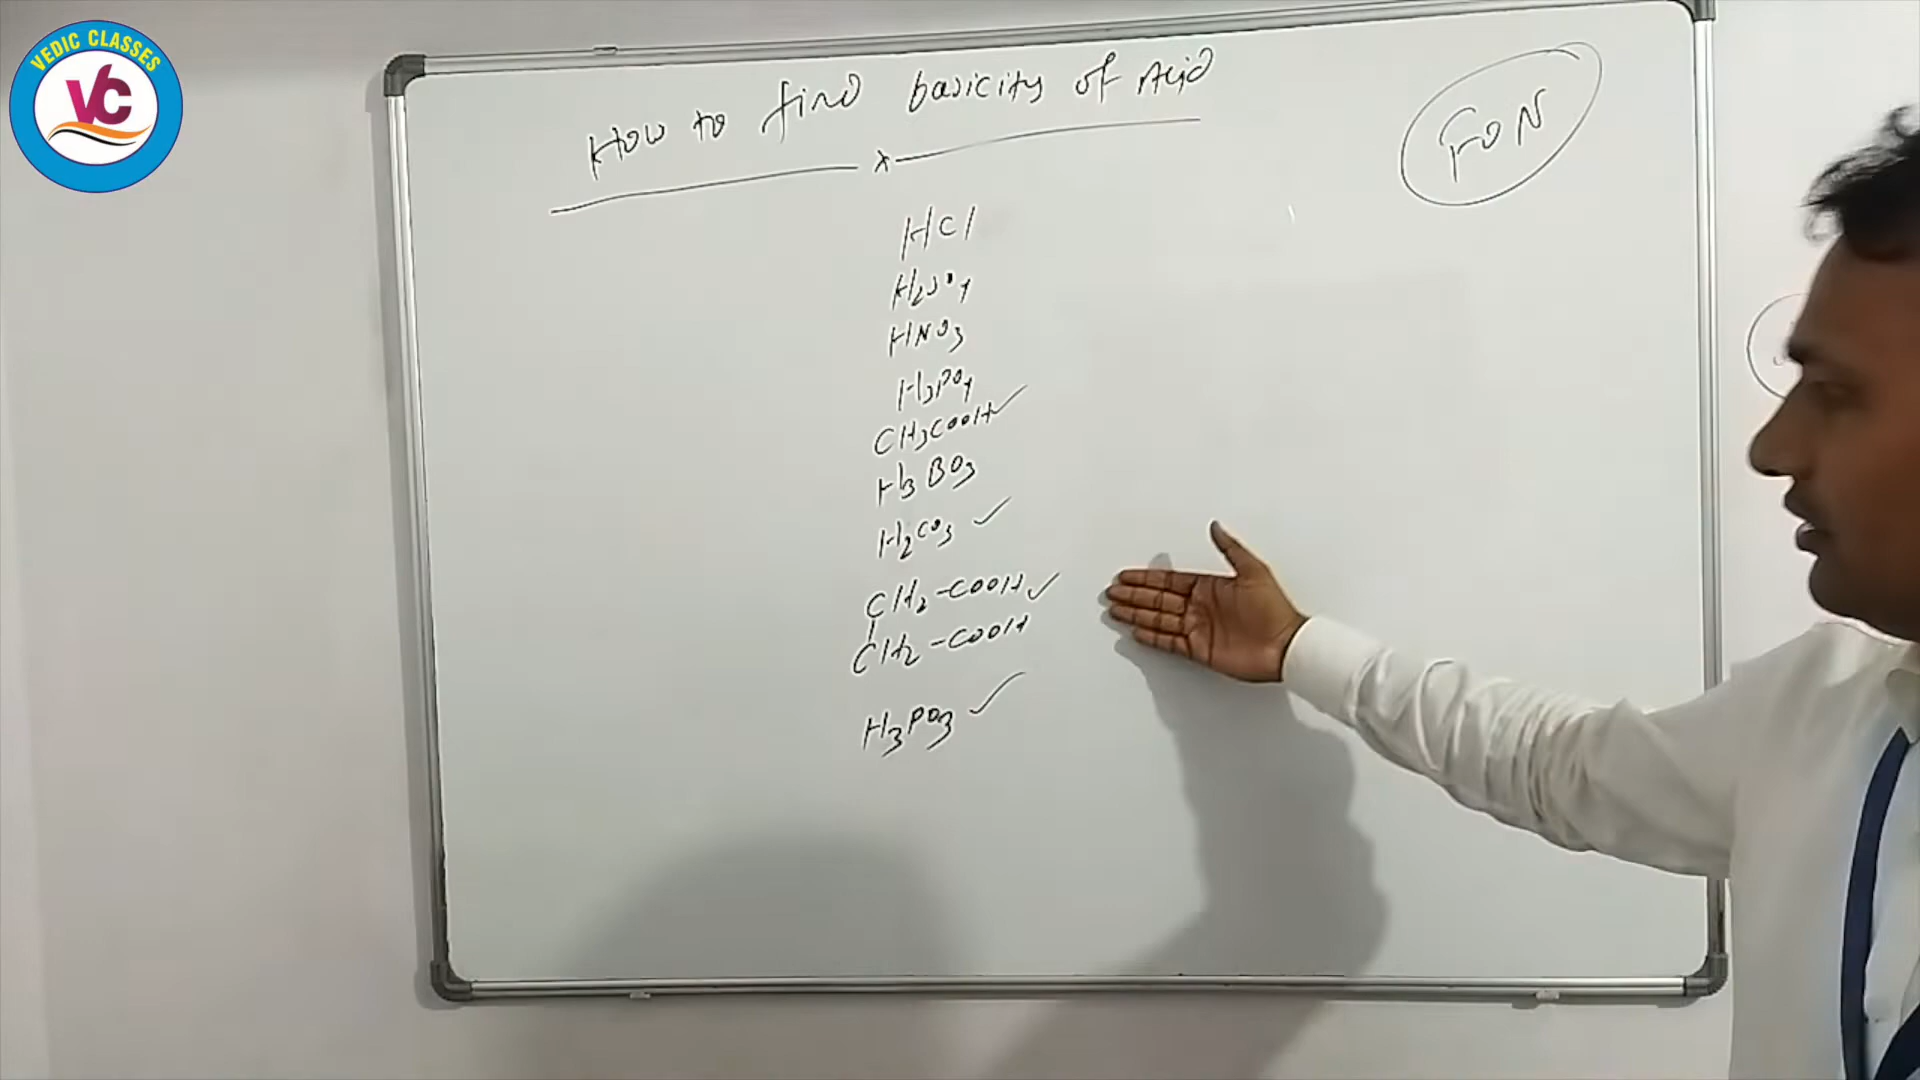 VEDIC CLASSES
VC
How to find basicity of Acid
x
FON
HCl
H2SO4
HNO3
H3PO4
CH3COOH ✓
H3BO3
H2CO3 ✓
CH2-COOH ✓
CH2-COOH
H3PO3 ✓